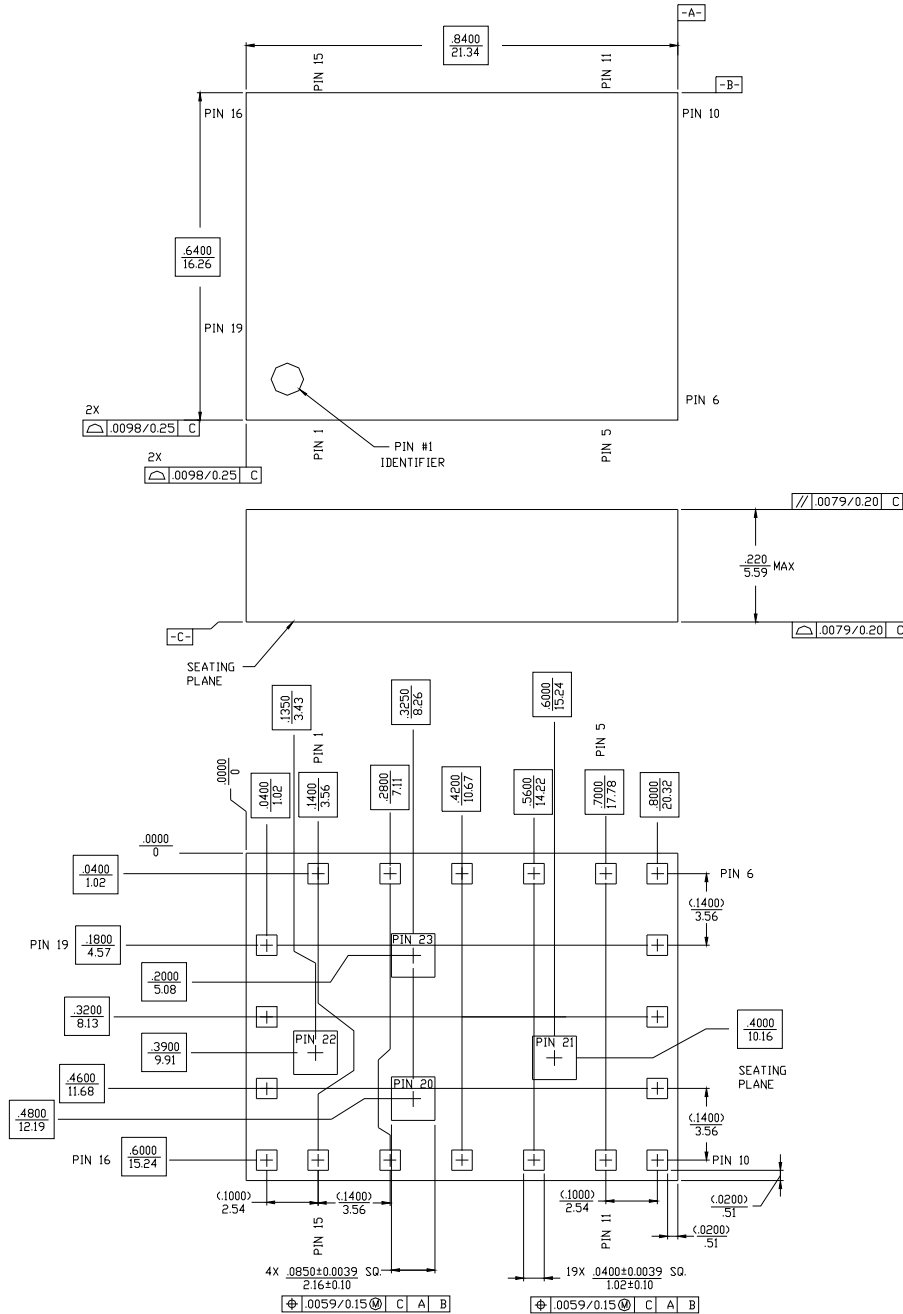 -A-
.8400
21.34
PIN 15
PIN 11
-B-
PIN 16
PIN 10
.6400
16.26
PIN 19
PIN 6
2X
⌓ .0098/0.25 C
PIN 1
PIN 5
PIN #1
IDENTIFIER
2X
⌓ .0098/0.25 C
// .0079/0.20 C
.220
5.59
MAX
-C-
⌓ .0079/0.20 C
SEATING
PLANE
.1350
3.43
.3250
8.26
.6000
15.24
PIN 1
PIN 5
.0000
0
.0400
1.02
.1400
3.56
.2800
7.11
.4200
10.67
.5600
14.22
.7000
17.78
.8000
20.32
.0000
0
.0400
1.02
PIN 6
(.1400)
3.56
PIN 19
.1800
4.57
PIN 23
.2000
5.08
.3200
8.13
.4000
10.16
PIN 22
PIN 21
.3900
9.91
SEATING
PLANE
.4600
11.68
PIN 20
.4800
12.19
(.1400)
3.56
PIN 16
.6000
15.24
PIN 10
(.1000)
2.54
(.1400)
3.56
(.1000)
2.54
(.0200)
.51
(.0200)
.51
PIN 15
PIN 11
4X .0850±0.0039 SQ.
2.16±0.10
19X .0400±0.0039 SQ.
1.02±0.10
⌖ .0059/0.15 Ⓜ C A B
⌖ .0059/0.15 Ⓜ C A B